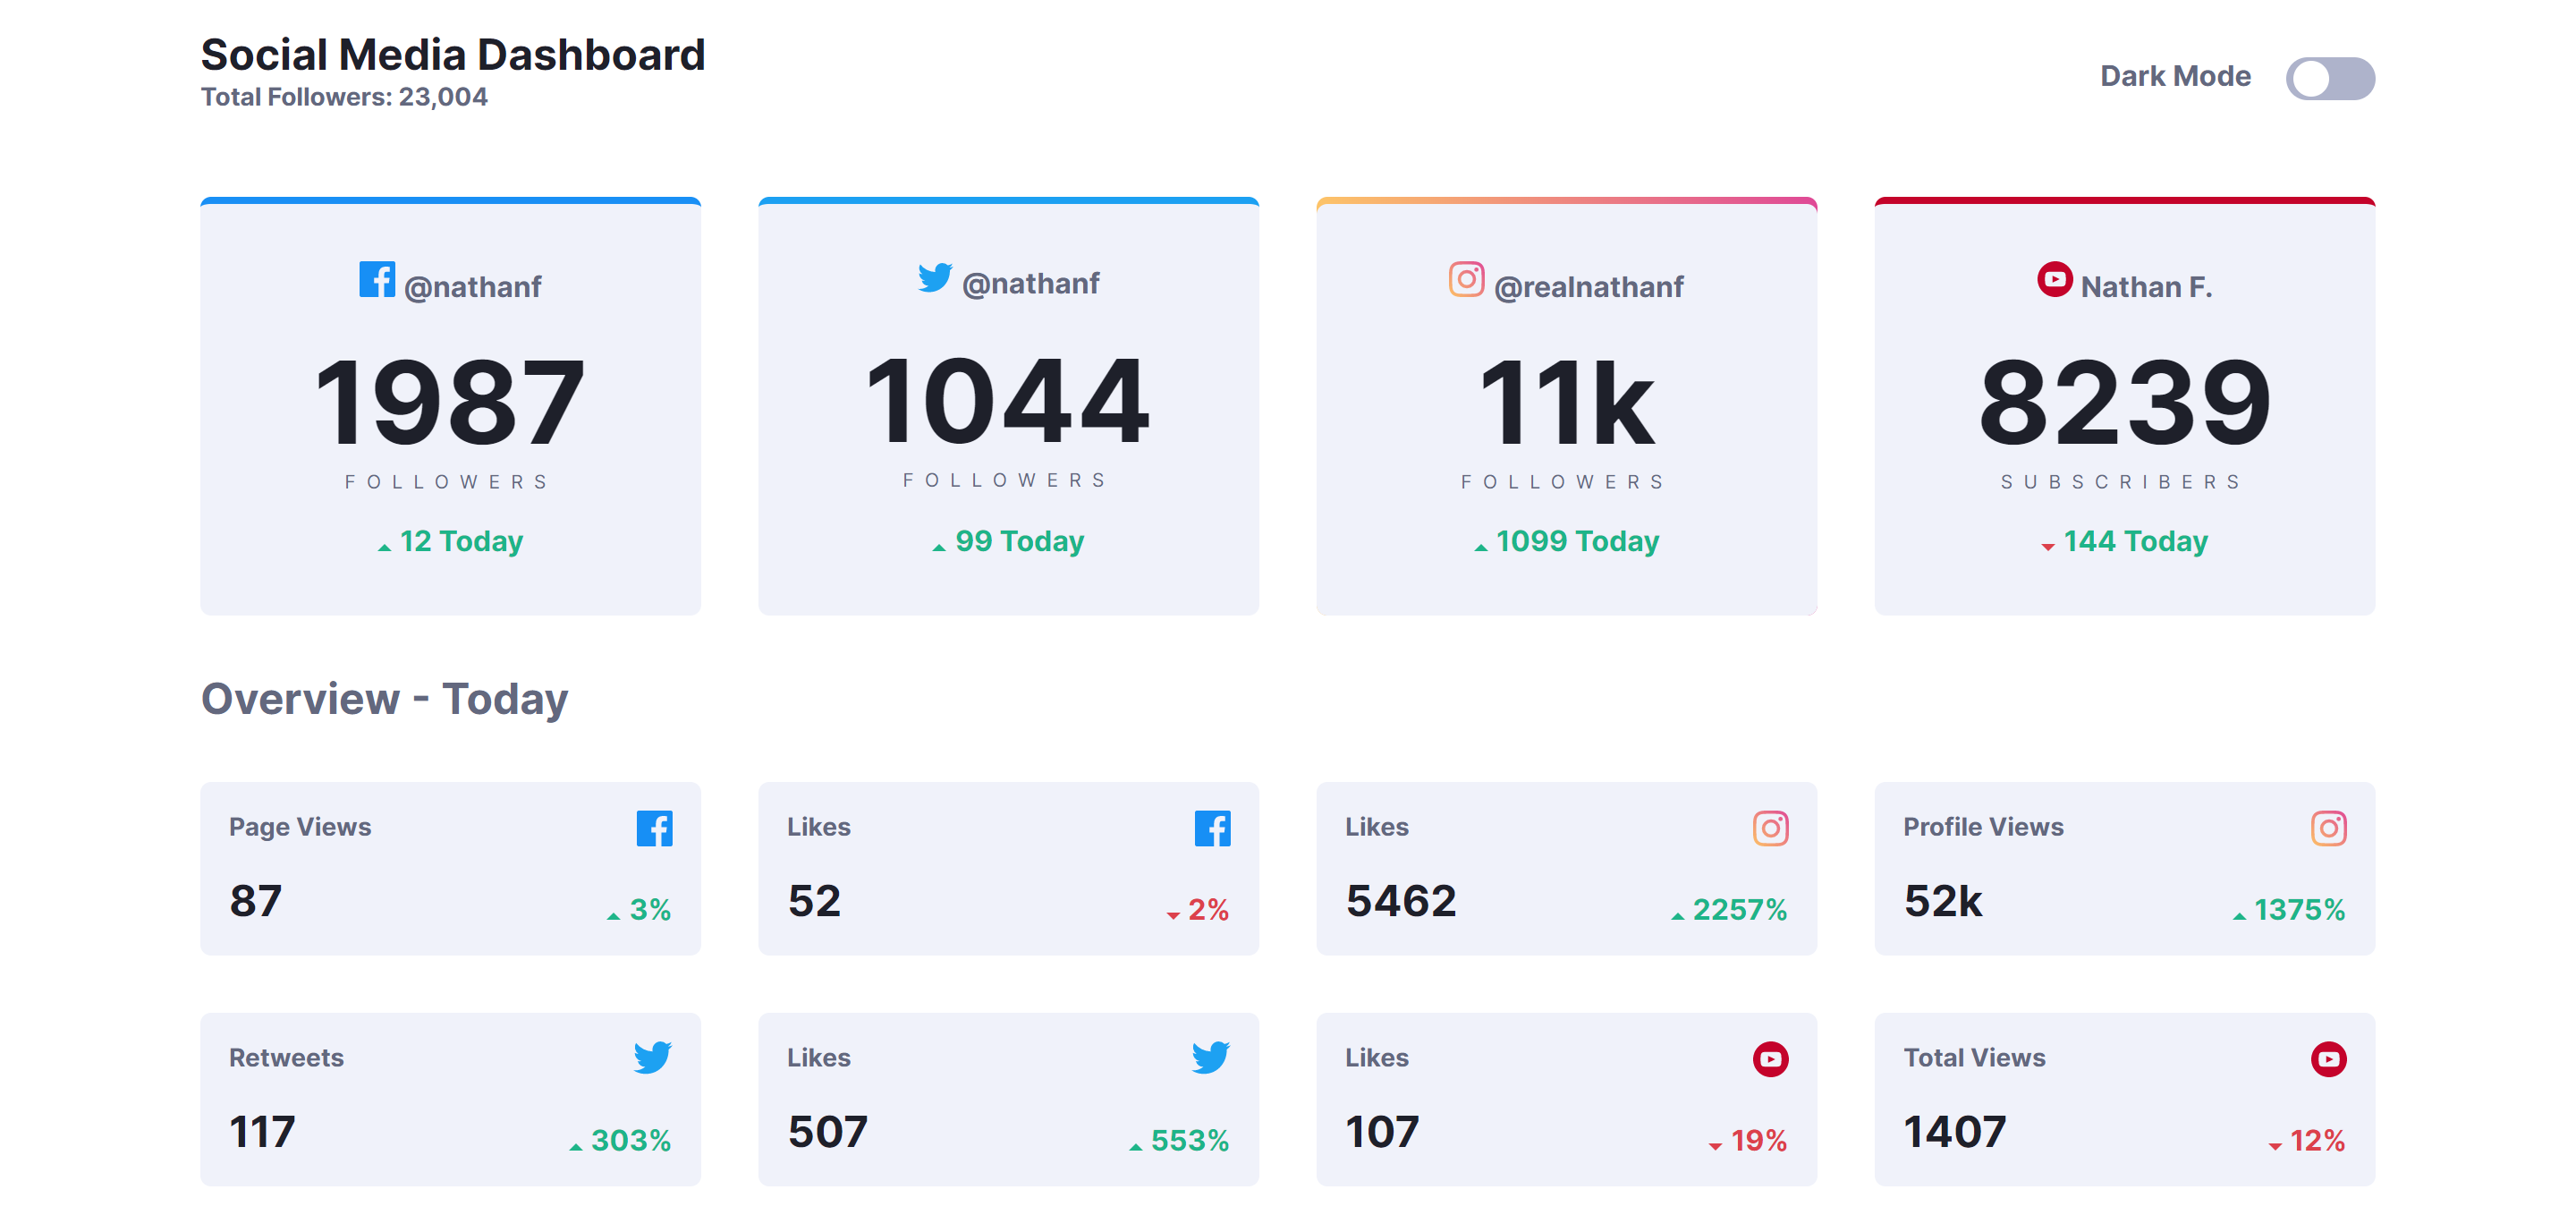 Social Media Dashboard
Total Followers: 23,004
Dark Mode
@nathanf
1987
FOLLOWERS
12 Today
@nathanf
1044
FOLLOWERS
99 Today
@realnathanf
11k
FOLLOWERS
1099 Today
Nathan F.
8239
SUBSCRIBERS
144 Today
Overview - Today
Page Views
87
3%
Likes
52
2%
Likes
5462
2257%
Profile Views
52k
1375%
Retweets
117
303%
Likes
507
553%
Likes
107
19%
Total Views
1407
12%